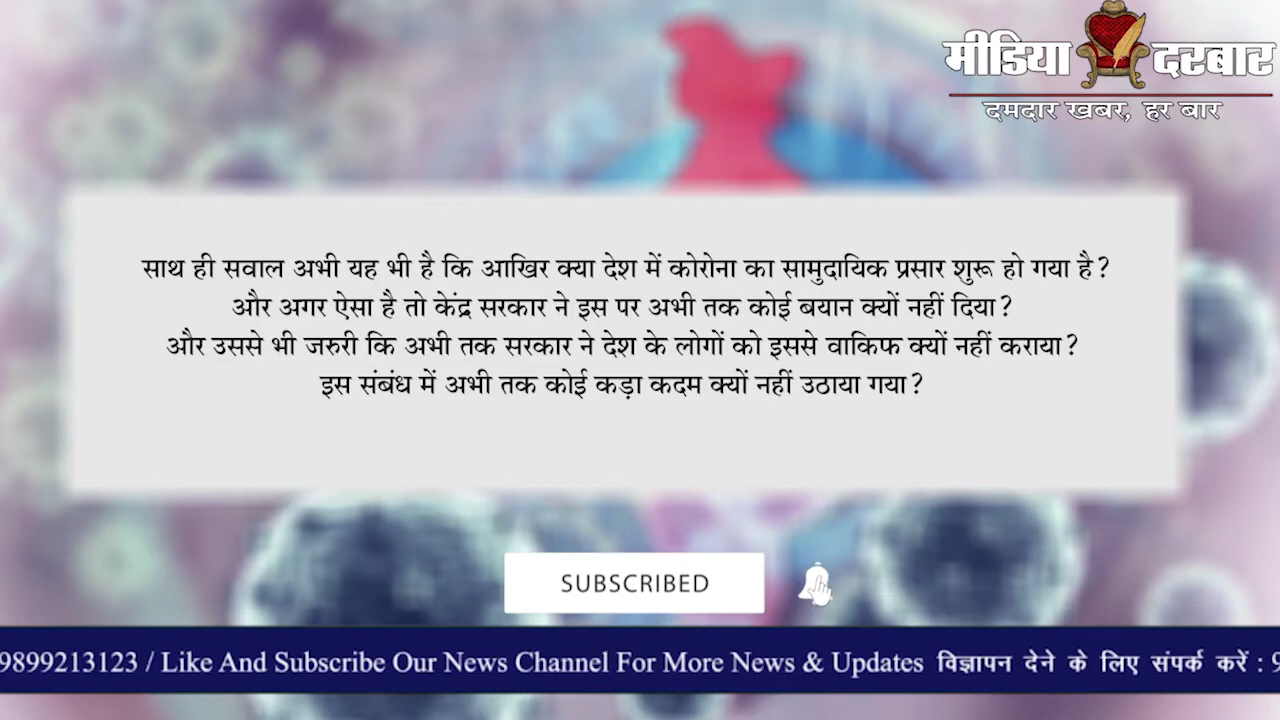 मीडिया दरबार
दमदार खबर, हर बार
साथ ही सवाल अभी यह भी है कि आखिर क्या देश में कोरोना का सामुदायिक प्रसार शुरू हो गया है?
और अगर ऐसा है तो केंद्र सरकार ने इस पर अभी तक कोई बयान क्यों नहीं दिया?
और उससे भी जरुरी कि अभी तक सरकार ने देश के लोगों को इससे वाकिफ क्यों नहीं कराया?
इस संबंध में अभी तक कोई कड़ा कदम क्यों नहीं उठाया गया?
SUBSCRIBED
9899213123 / Like And Subscribe Our News Channel For More News & Updates विज्ञापन देने के लिए संपर्क करें : 9